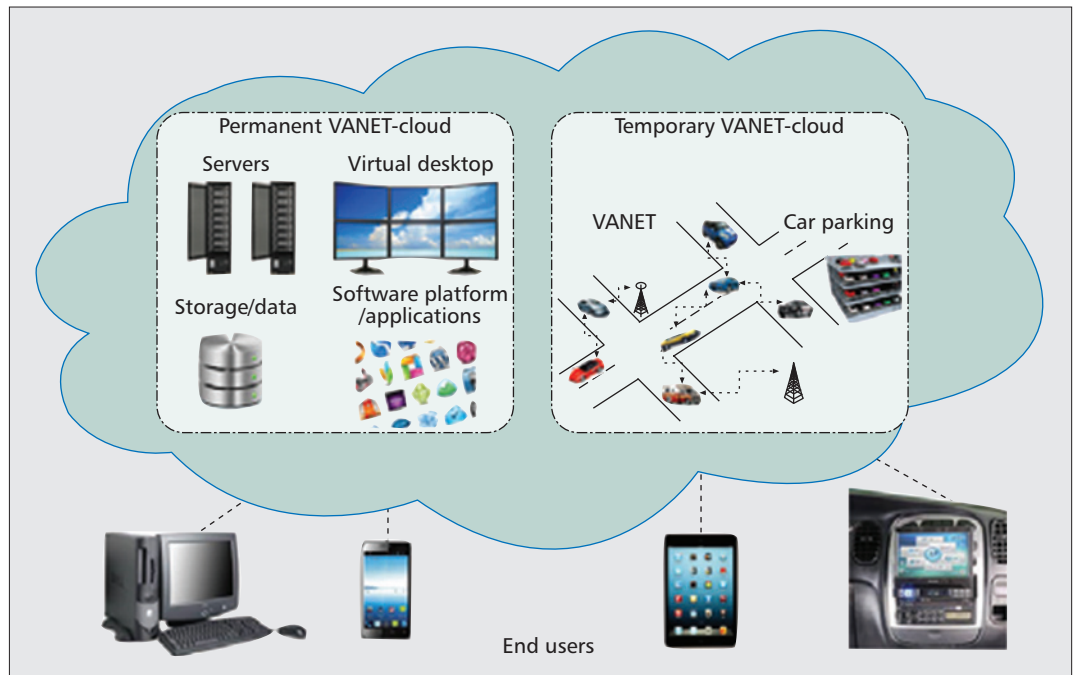 Permanent VANET-cloud
Servers
Virtual desktop
Storage/data
Software platform
/applications
Temporary VANET-cloud
VANET
Car parking
End users